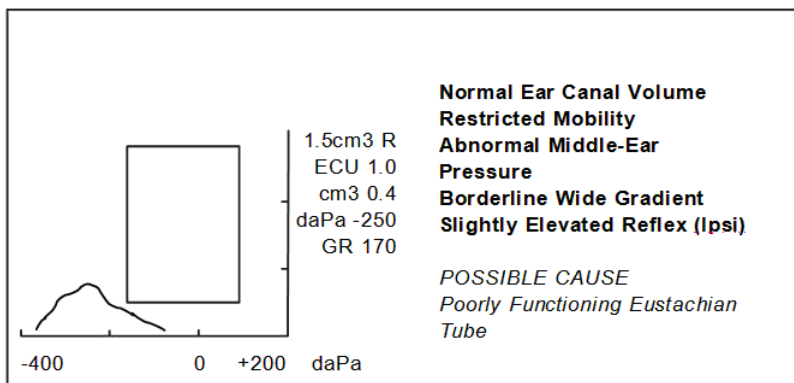 1.5cm3 R
ECU 1.0
cm3 0.4
daPa -250
GR 170
-400 0 +200 daPa
Normal Ear Canal Volume
Restricted Mobility
Abnormal Middle-Ear
Pressure
Borderline Wide Gradient
Slightly Elevated Reflex (Ipsi)
POSSIBLE CAUSE
Poorly Functioning Eustachian
Tube